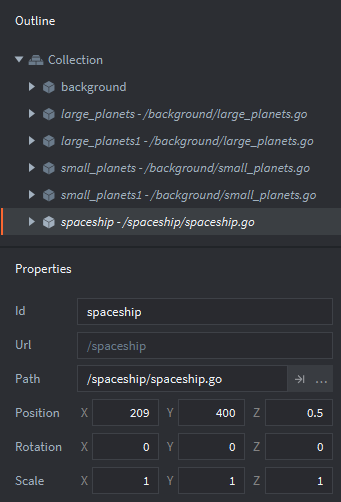 Outline
Collection
background
large_planets - /background/large_planets.go
large_planets1 - /background/large_planets.go
small_planets - /background/small_planets.go
small_planets1 - /background/small_planets.go
spaceship - /spaceship/spaceship.go
Properties
Id spaceship
Url /spaceship
Path /spaceship/spaceship.go ...
Position X 209 Y 400 Z 0.5
Rotation X 0 Y 0 Z 0
Scale X 1 Y 1 Z 1